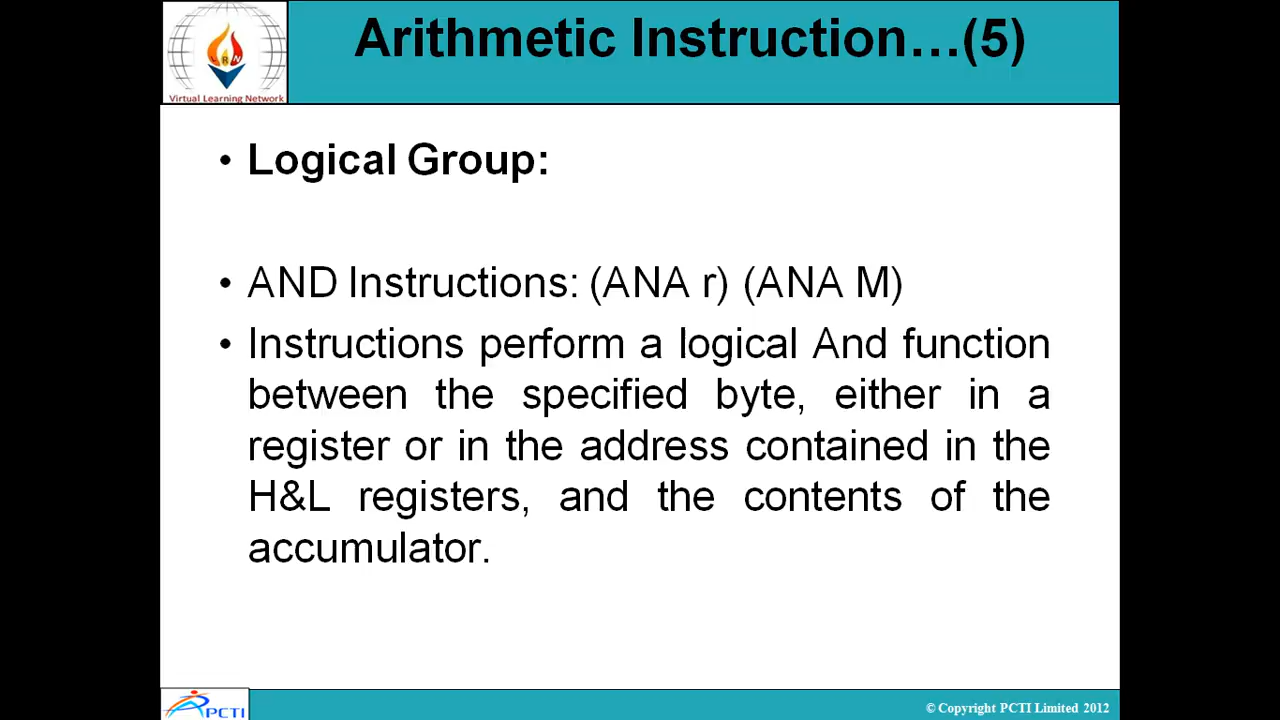 Arithmetic Instruction…(5)
Virtual Learning Network
• Logical Group:
• AND Instructions: (ANA r) (ANA M)
• Instructions perform a logical And function
between the specified byte, either in a
register or in the address contained in the
H&L registers, and the contents of the
accumulator.
PCTI
© Copyright PCTI Limited 2012